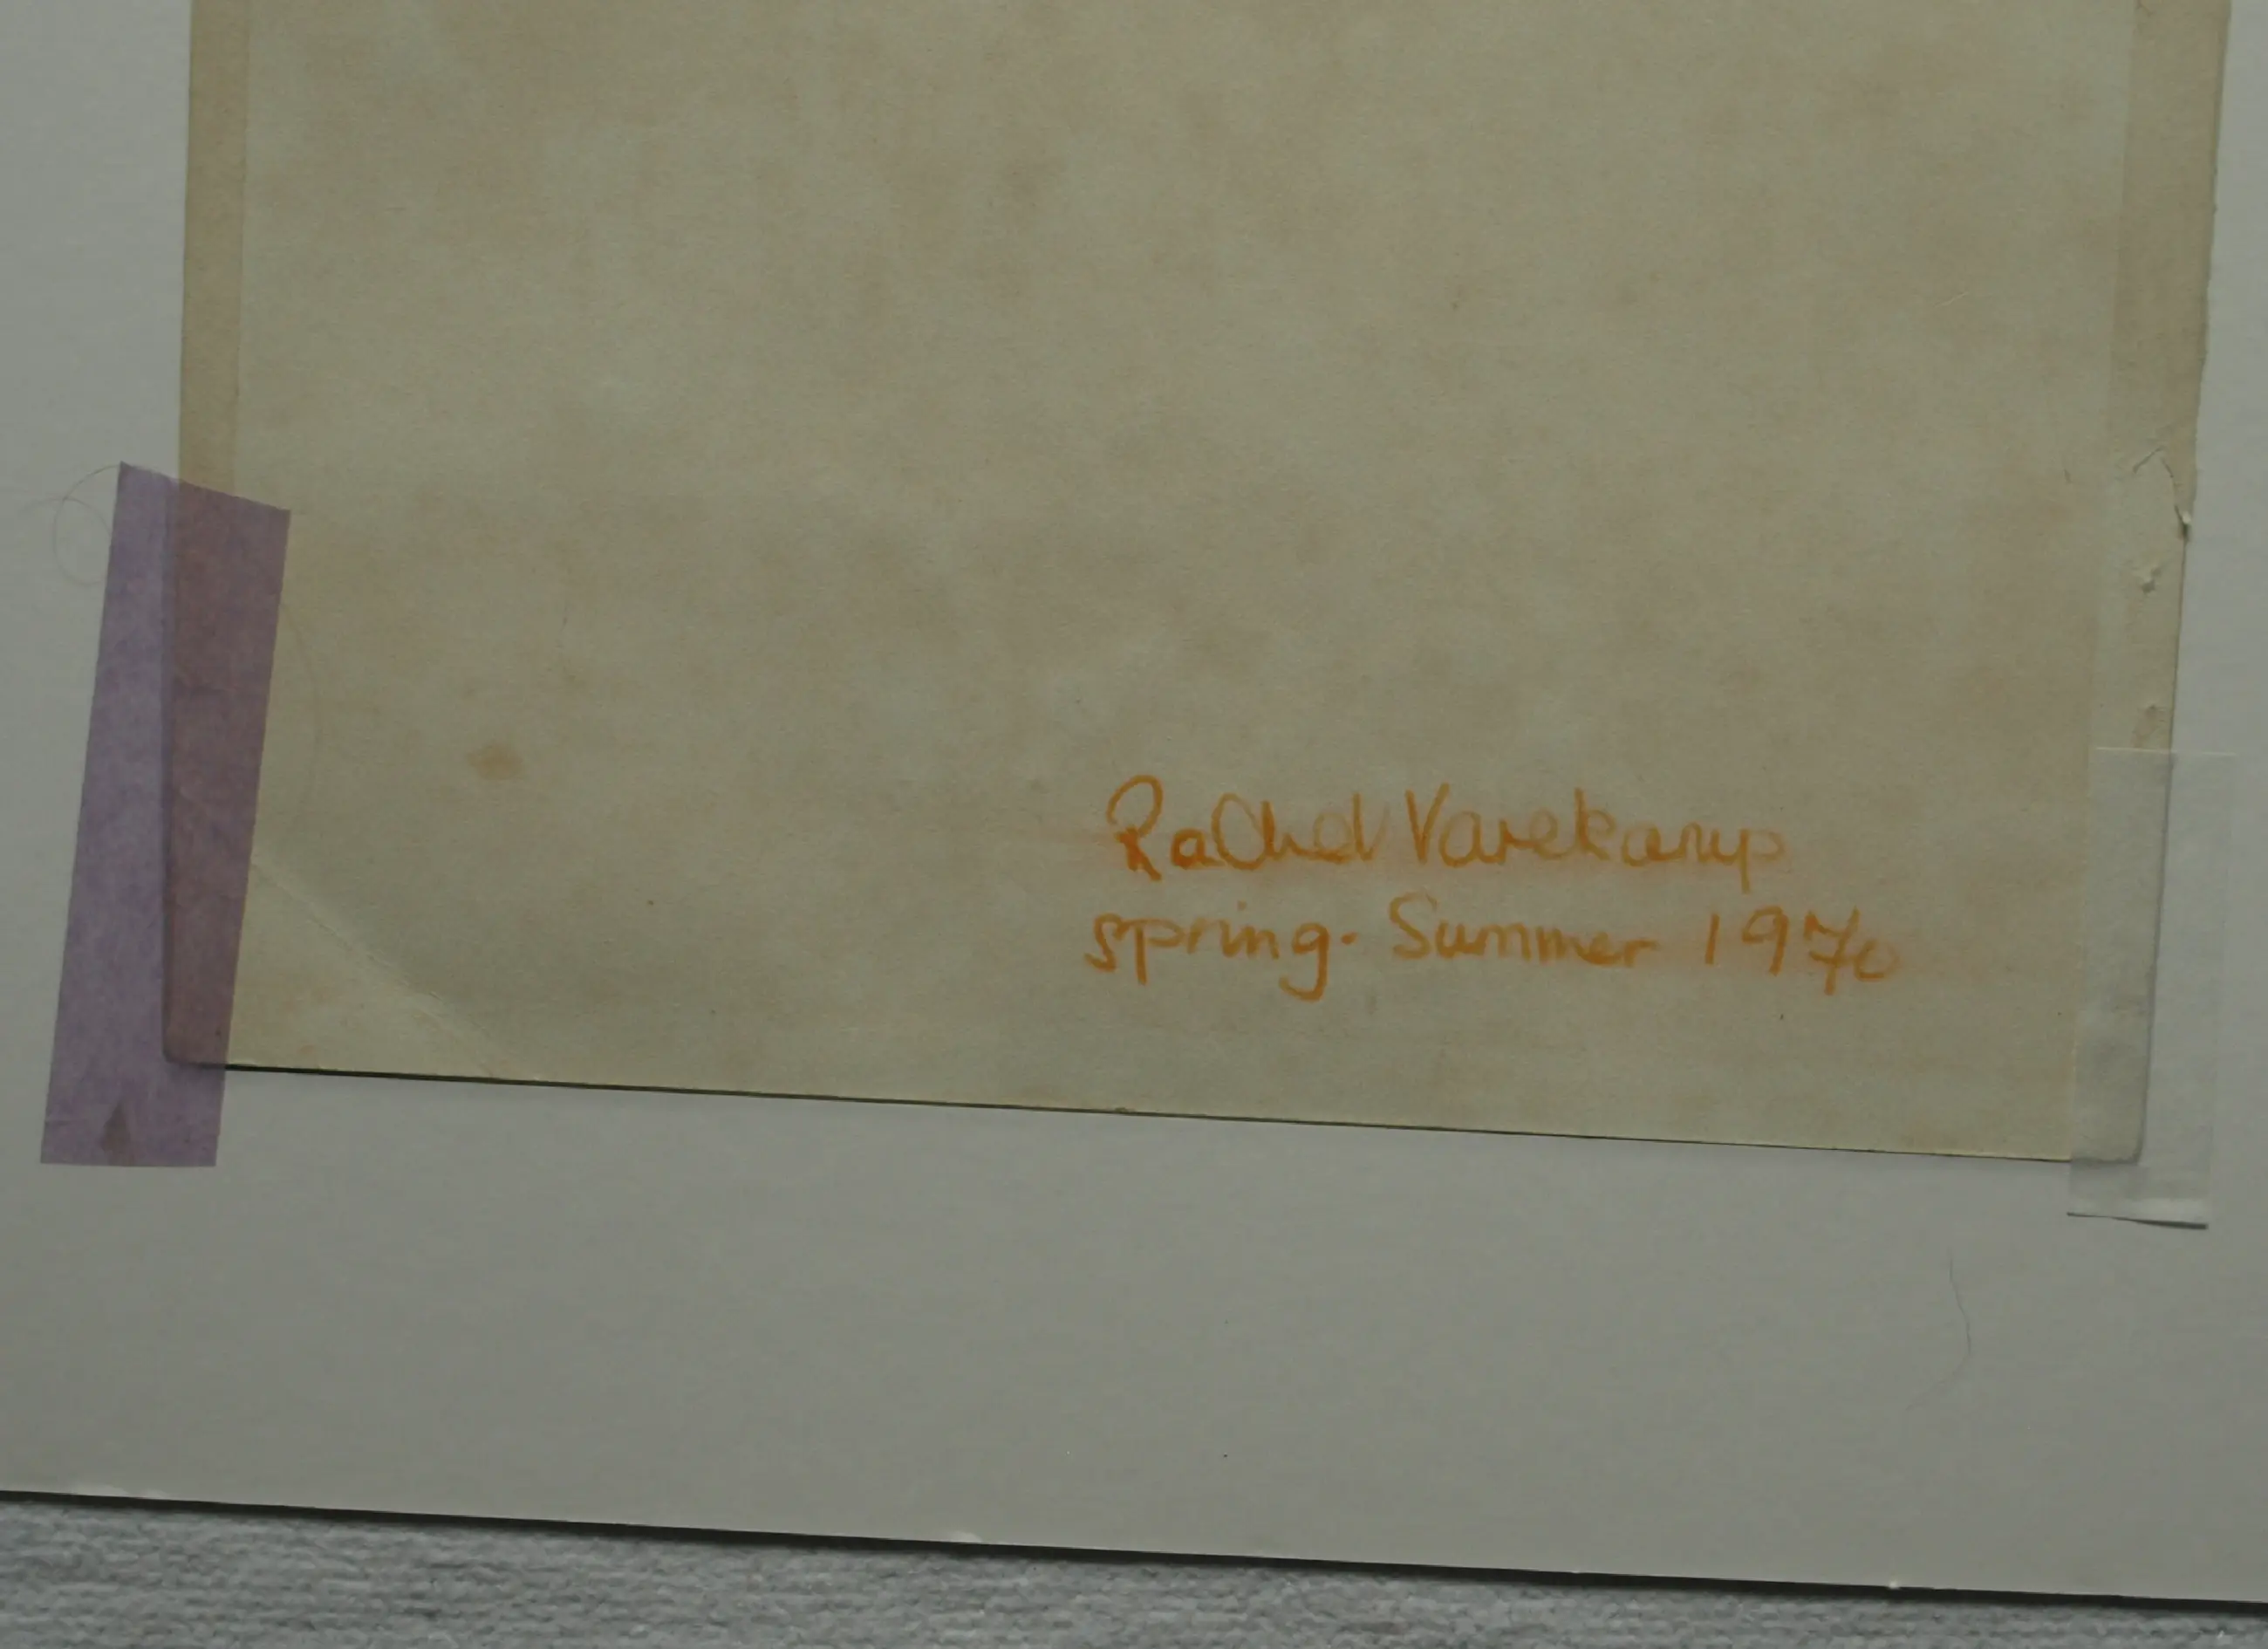 Rachel Varekamp
spring. Summer 1970